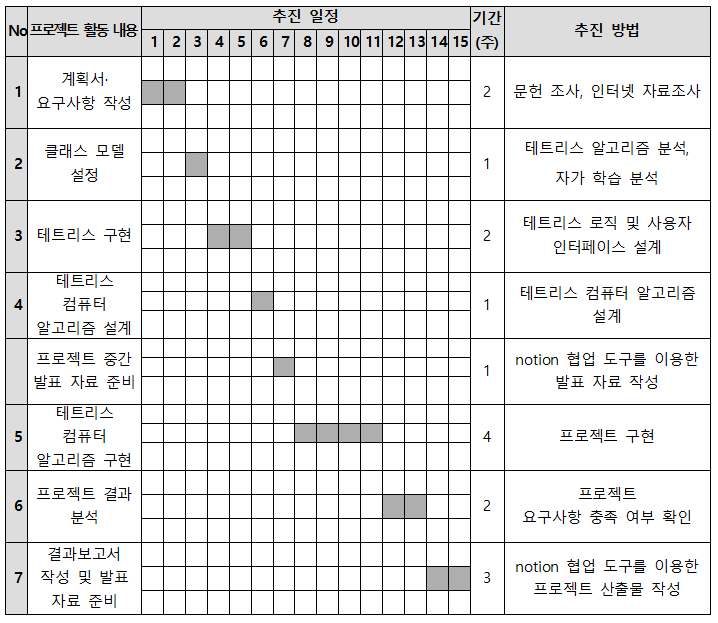 No 프로젝트 활동 내용 추진 일정 기간 (주) 추진 방법
1 2 3 4 5 6 7 8 9 10 11 12 13 14 15
1 계획서· 요구사항 작성 2 문헌 조사, 인터넷 자료조사
2 클래스 모델 설정 1 테트리스 알고리즘 분석, 자가 학습 분석
3 테트리스 구현 2 테트리스 로직 및 사용자 인터페이스 설계
4 테트리스 컴퓨터 알고리즘 설계 1 테트리스 컴퓨터 알고리즘 설계
프로젝트 중간 발표 자료 준비 1 notion 협업 도구를 이용한 발표 자료 작성
5 테트리스 컴퓨터 알고리즘 구현 4 프로젝트 구현
6 프로젝트 결과 분석 2 프로젝트 요구사항 충족 여부 확인
7 결과보고서 작성 및 발표 자료 준비 3 notion 협업 도구를 이용한 프로젝트 산출물 작성